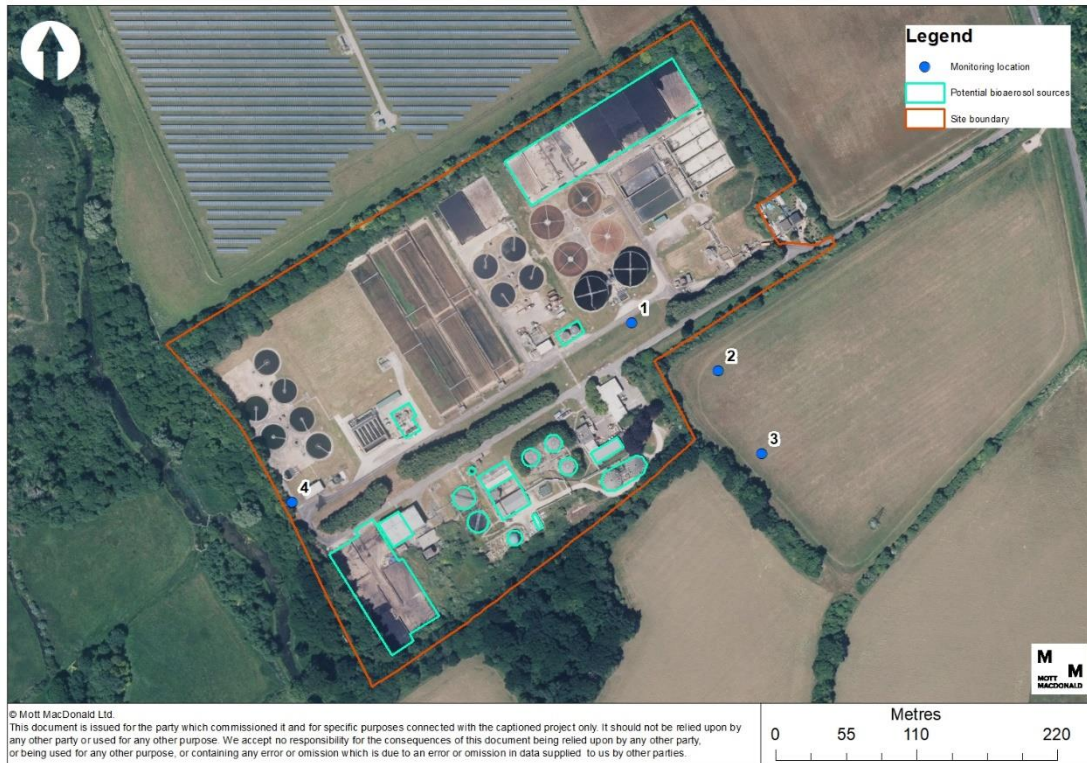 Legend
Monitoring location
Potential bioaerosol sources
Site boundary
1
2
3
4
M
M
MOTT
MACDONALD
© Mott MacDonald Ltd.
This document is issued for the party which commissioned it and for specific purposes connected with the captioned project only. It should not be relied upon by
any other party or used for any other purpose. We accept no responsibility for the consequences of this document being relied upon by any other party,
or being used for any other purpose, or containing any error or omission which is due to an error or omission in data supplied to us by other parties.
Metres
0 55 110 220